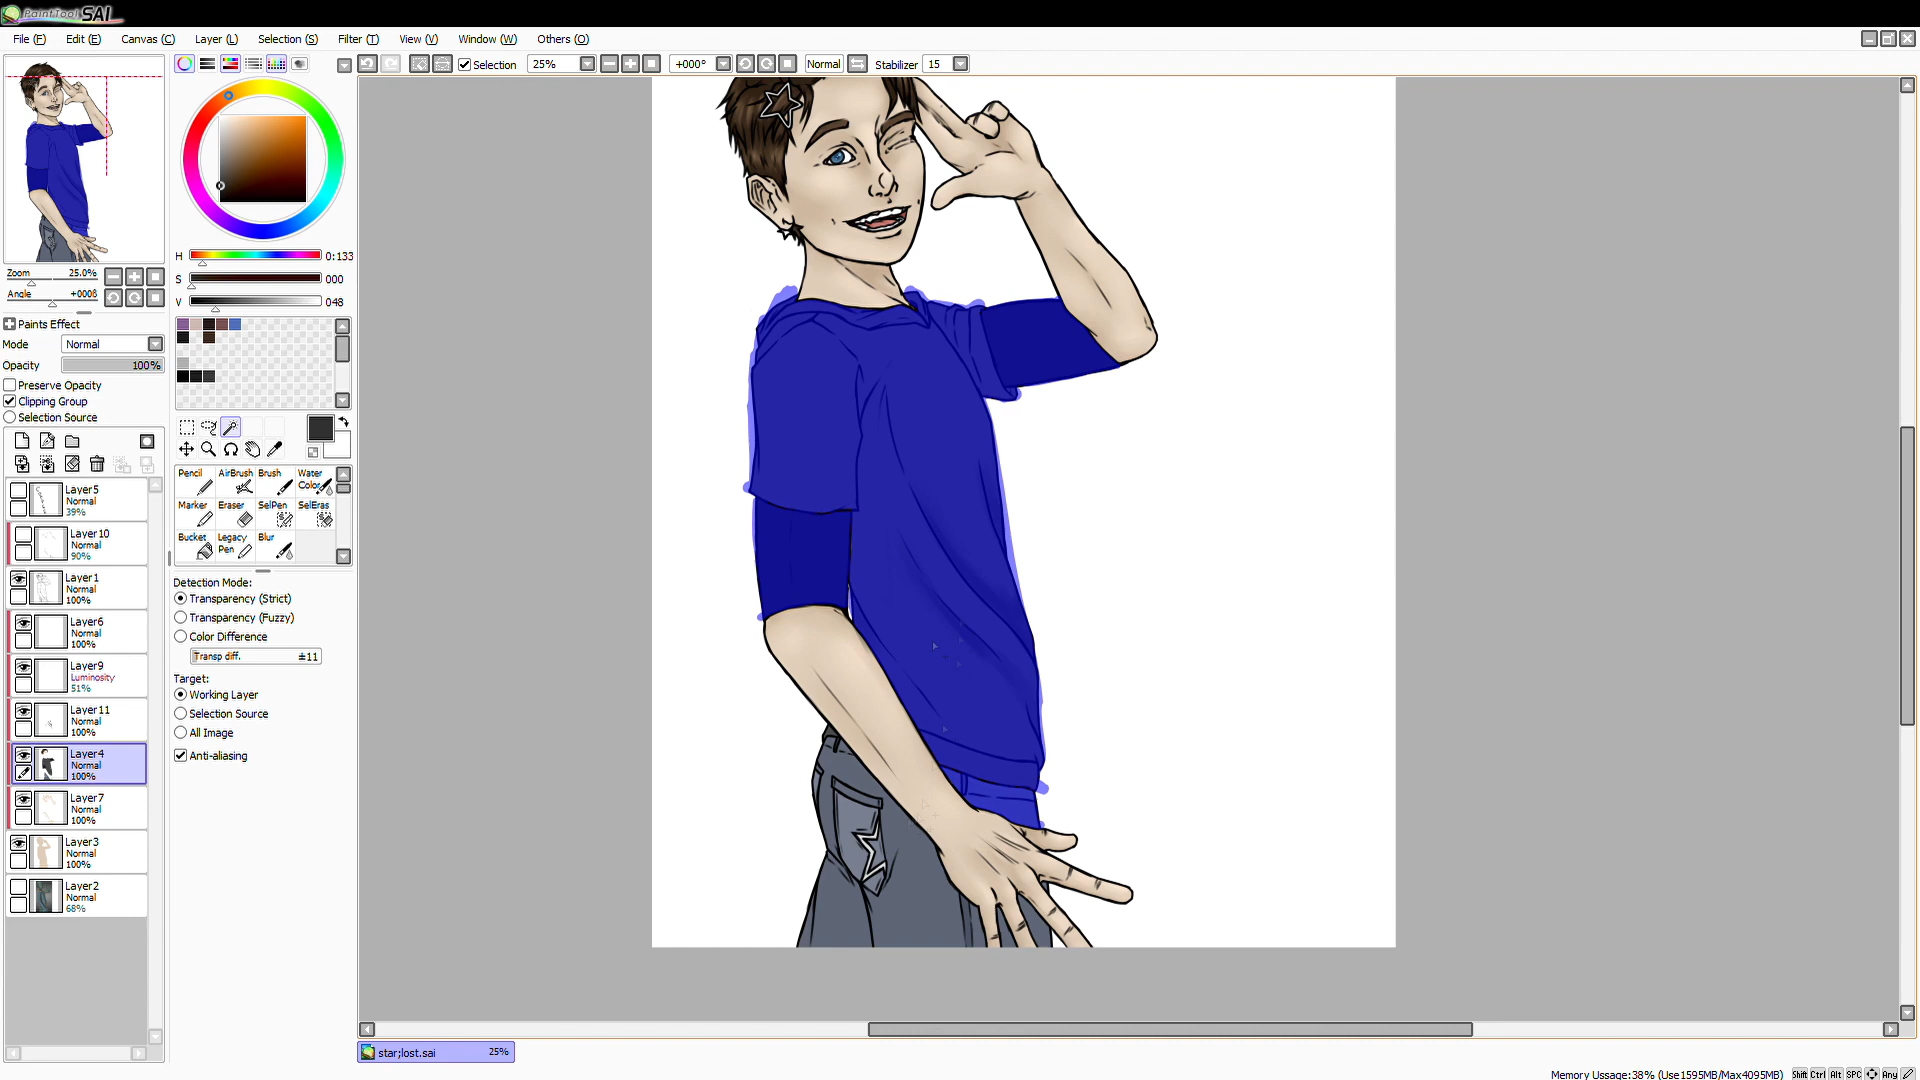 PaintTool SAI
File (F) Edit (E) Canvas (C) Layer (L) Selection (S) Filter (T) View (V) Window (W) Others (O)
Selection 25% +000° Normal Stabilizer 15
Zoom 25.0%
Angle +000ß
H 0:133
S 000
V 048
Paints Effect
Mode Normal
Opacity 100%
Preserve Opacity
Clipping Group
Selection Source
Layer5
Normal
39%
Layer10
Normal
90%
Layer1
Normal
100%
Layer6
Normal
100%
Layer9
Luminosity
51%
Layer11
Normal
100%
Layer4
Normal
100%
Layer7
Normal
100%
Layer3
Normal
100%
Layer2
Normal
68%
Pencil AirBrush Brush Water Color
Marker Eraser SelPen SelEras
Bucket Legacy Pen Blur
Detection Mode:
Transparency (Strict)
Transparency (Fuzzy)
Color Difference
Transp diff. ±11
Target:
Working Layer
Selection Source
All Image
Anti-aliasing
star;lost.sai 25%
Memory Ussage:38% (Use1595MB/Max4095MB) Shift Ctrl Alt SPC Any